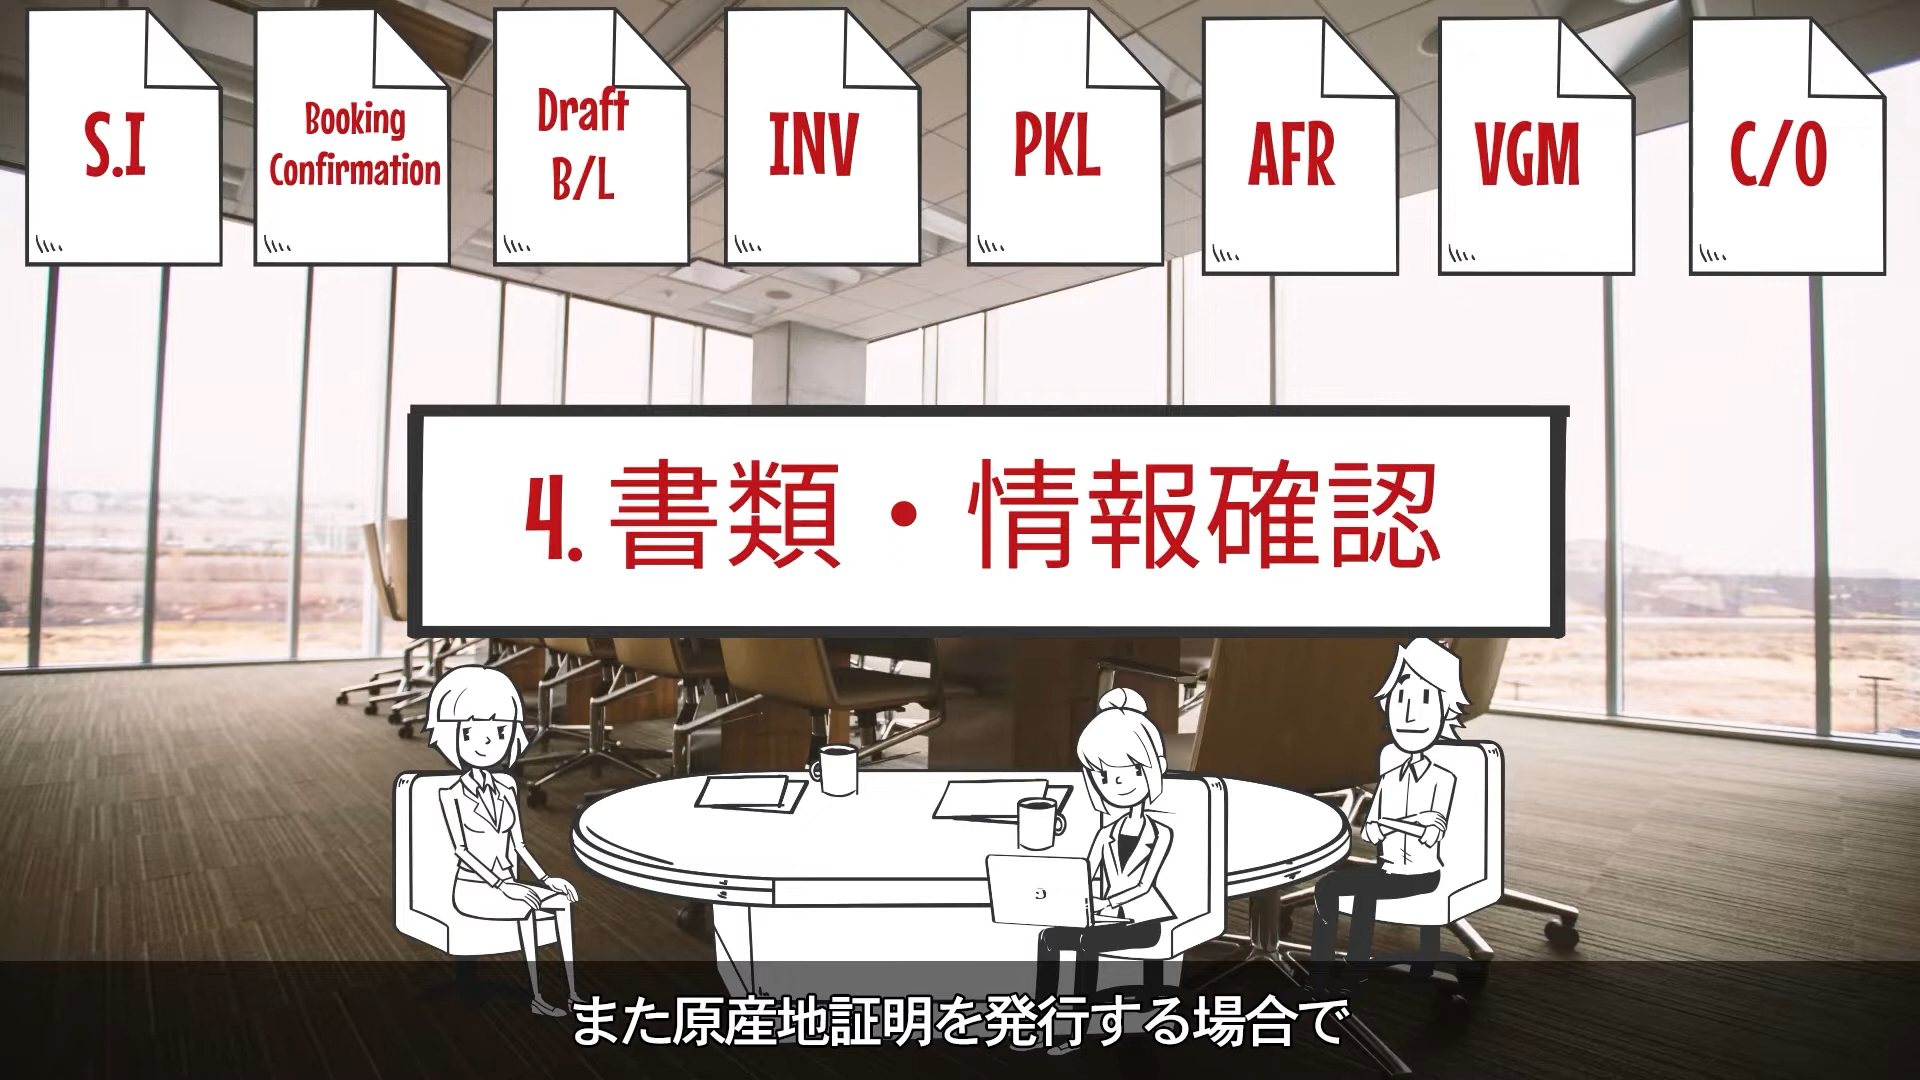 S.I
Booking
Confirmation
Draft
B/L
INV
PKL
AFR
VGM
C/O
4. 書類・情報確認
また原産地証明を発行する場合で